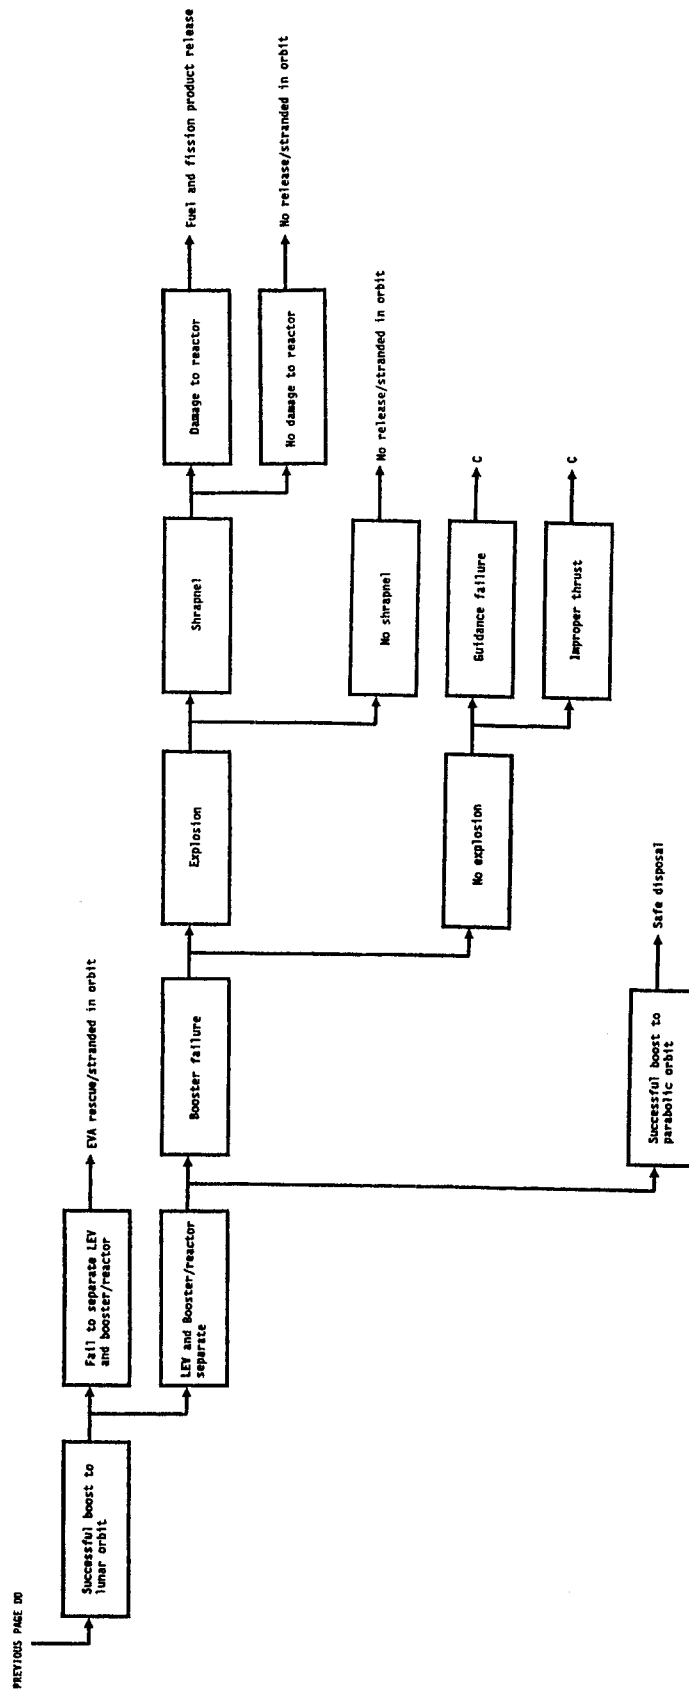 PREVIOUS PAGE DD
Successful boost to
lunar orbit
Fail to separate LEV
and booster/reactor
EVA rescue/stranded in orbit
LEV and Booster/reactor
separate
Booster failure
Explosion
Shrapnel
Damage to reactor
Fuel and fission product release
No damage to reactor
No release/stranded in orbit
No shrapnel
No release/stranded in orbit
No explosion
Guidance failure
C
Improper thrust
C
Successful boost to
parabolic orbit
Safe disposal